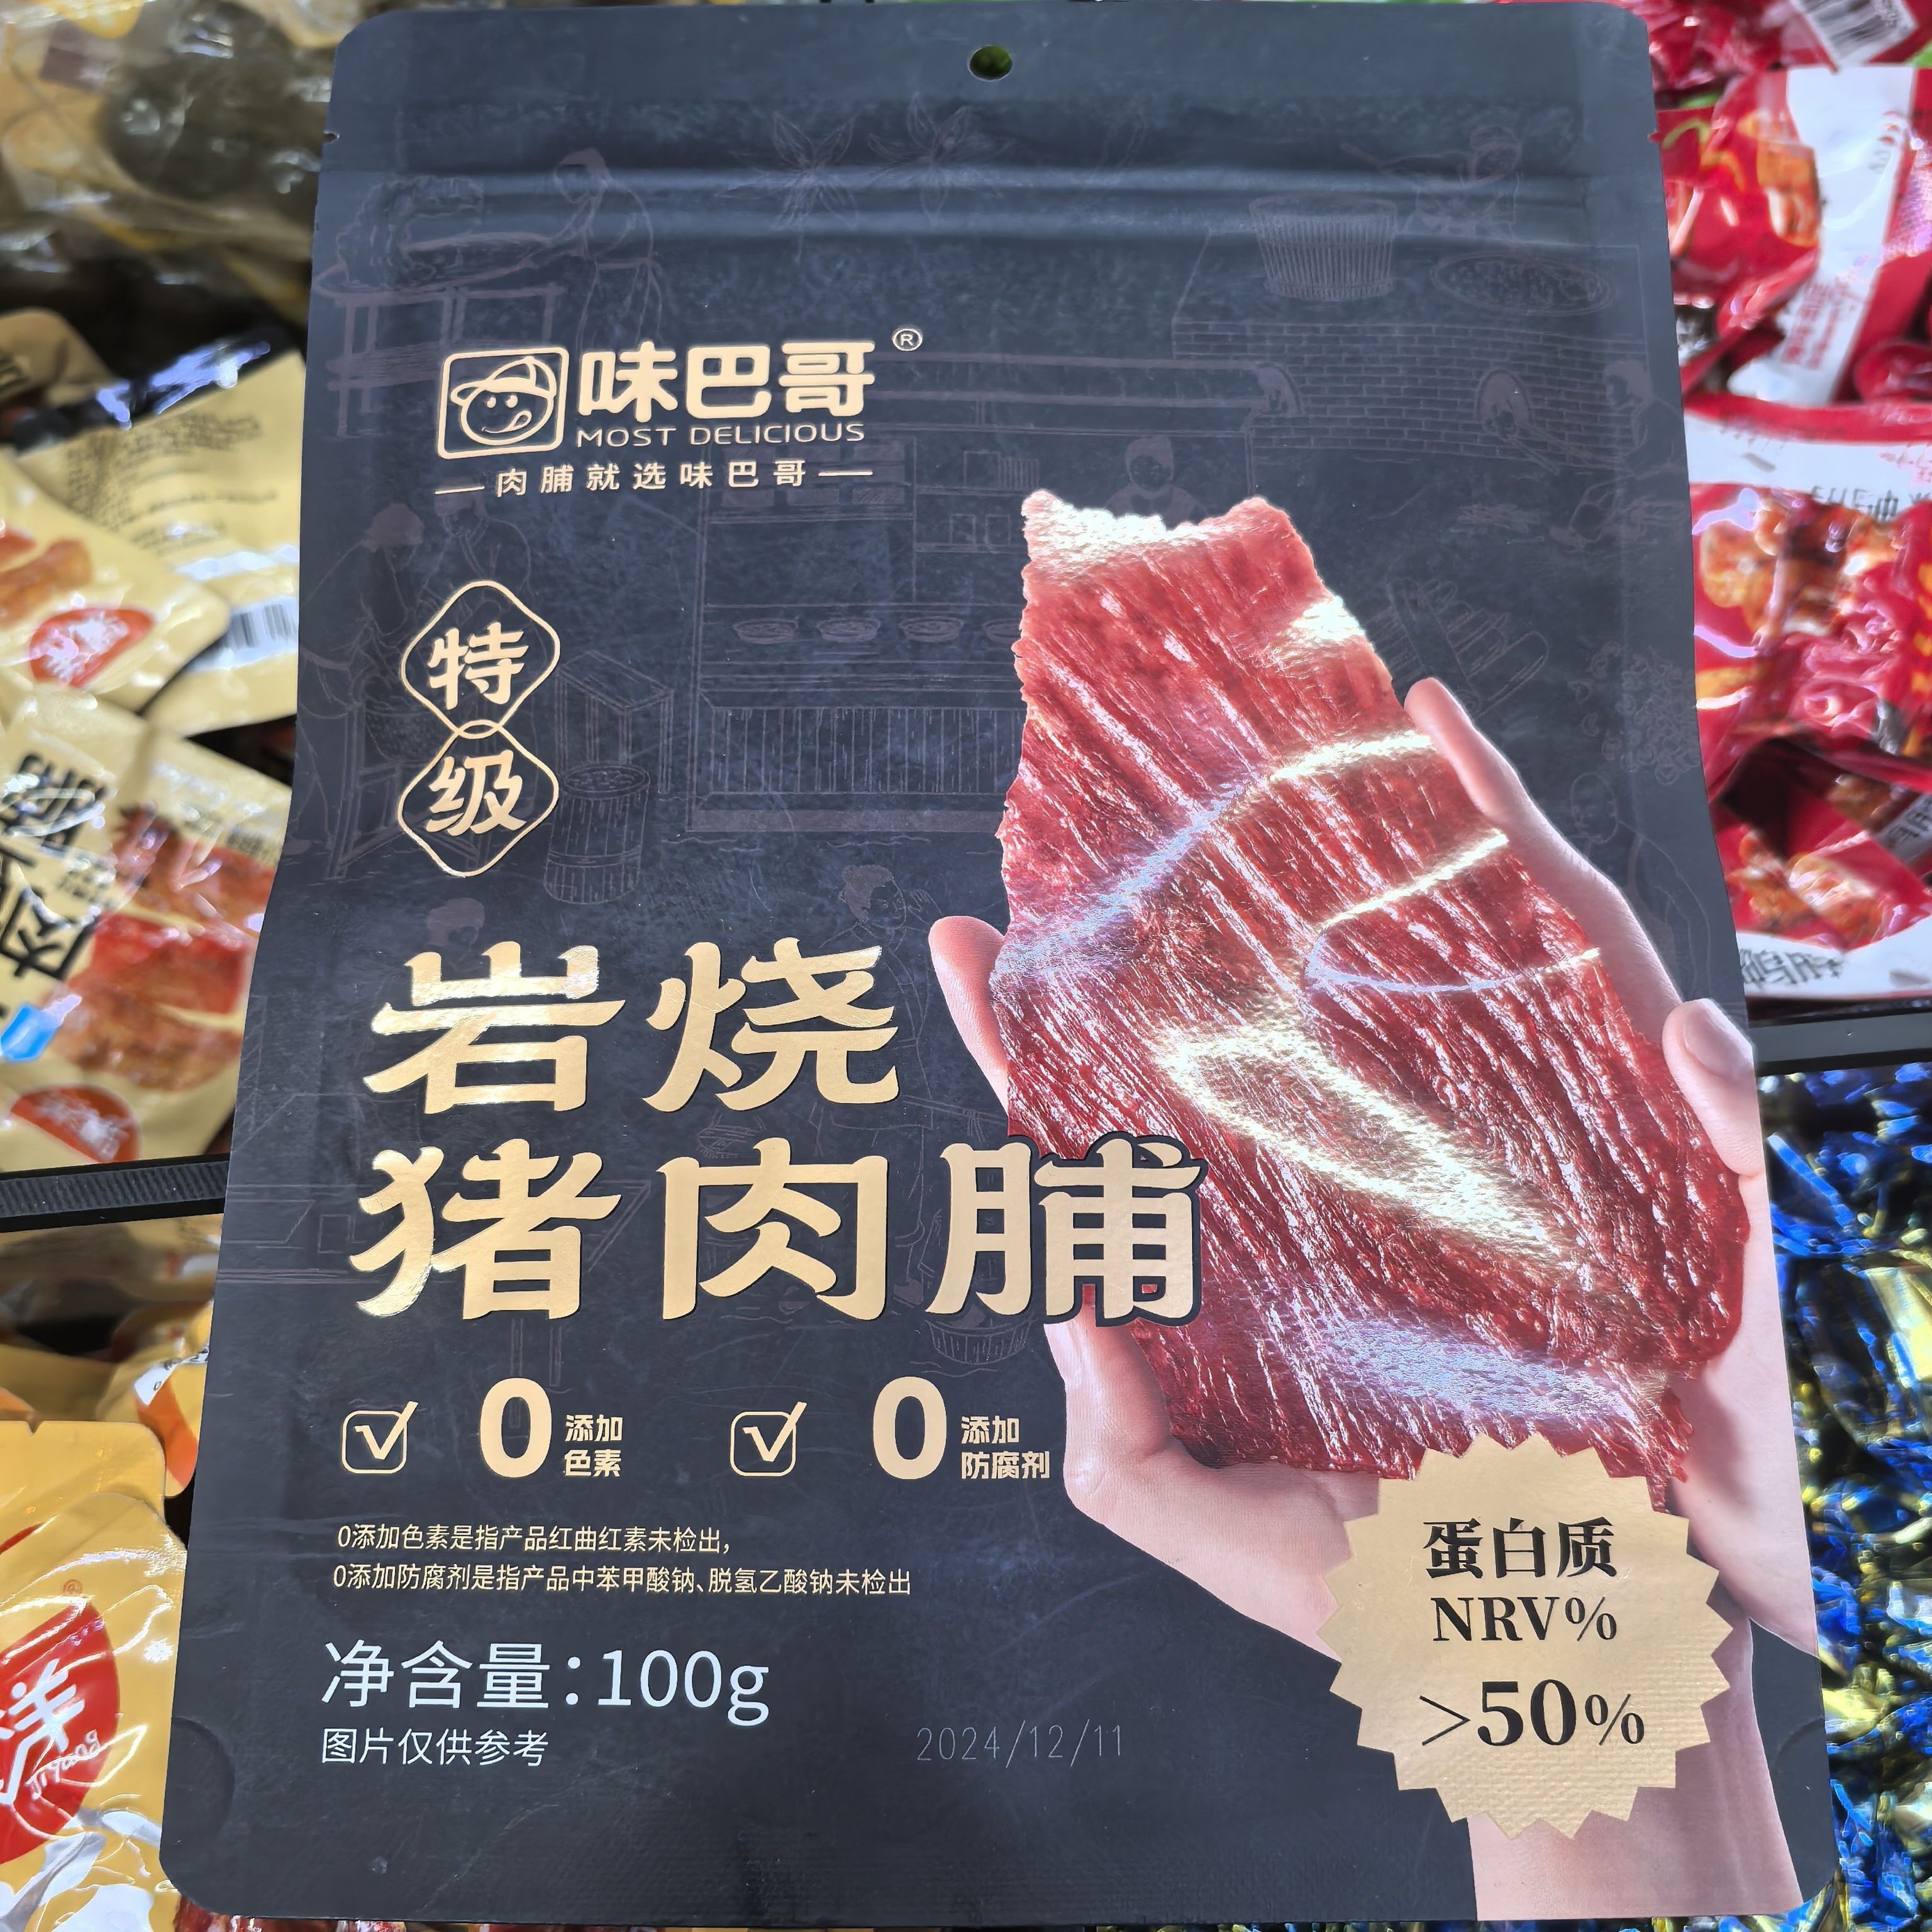 味巴哥®
MOST DELICIOUS
肉脯就选味巴哥
特
级
岩烧
猪肉脯
0 添加
色素
0 添加
防腐剂
0添加色素是指产品红曲红素未检出，
0添加防腐剂是指产品中苯甲酸钠、脱氢乙酸钠未检出
净含量：100g
图片仅供参考
2024/12/11
蛋白质
NRV%
>50%